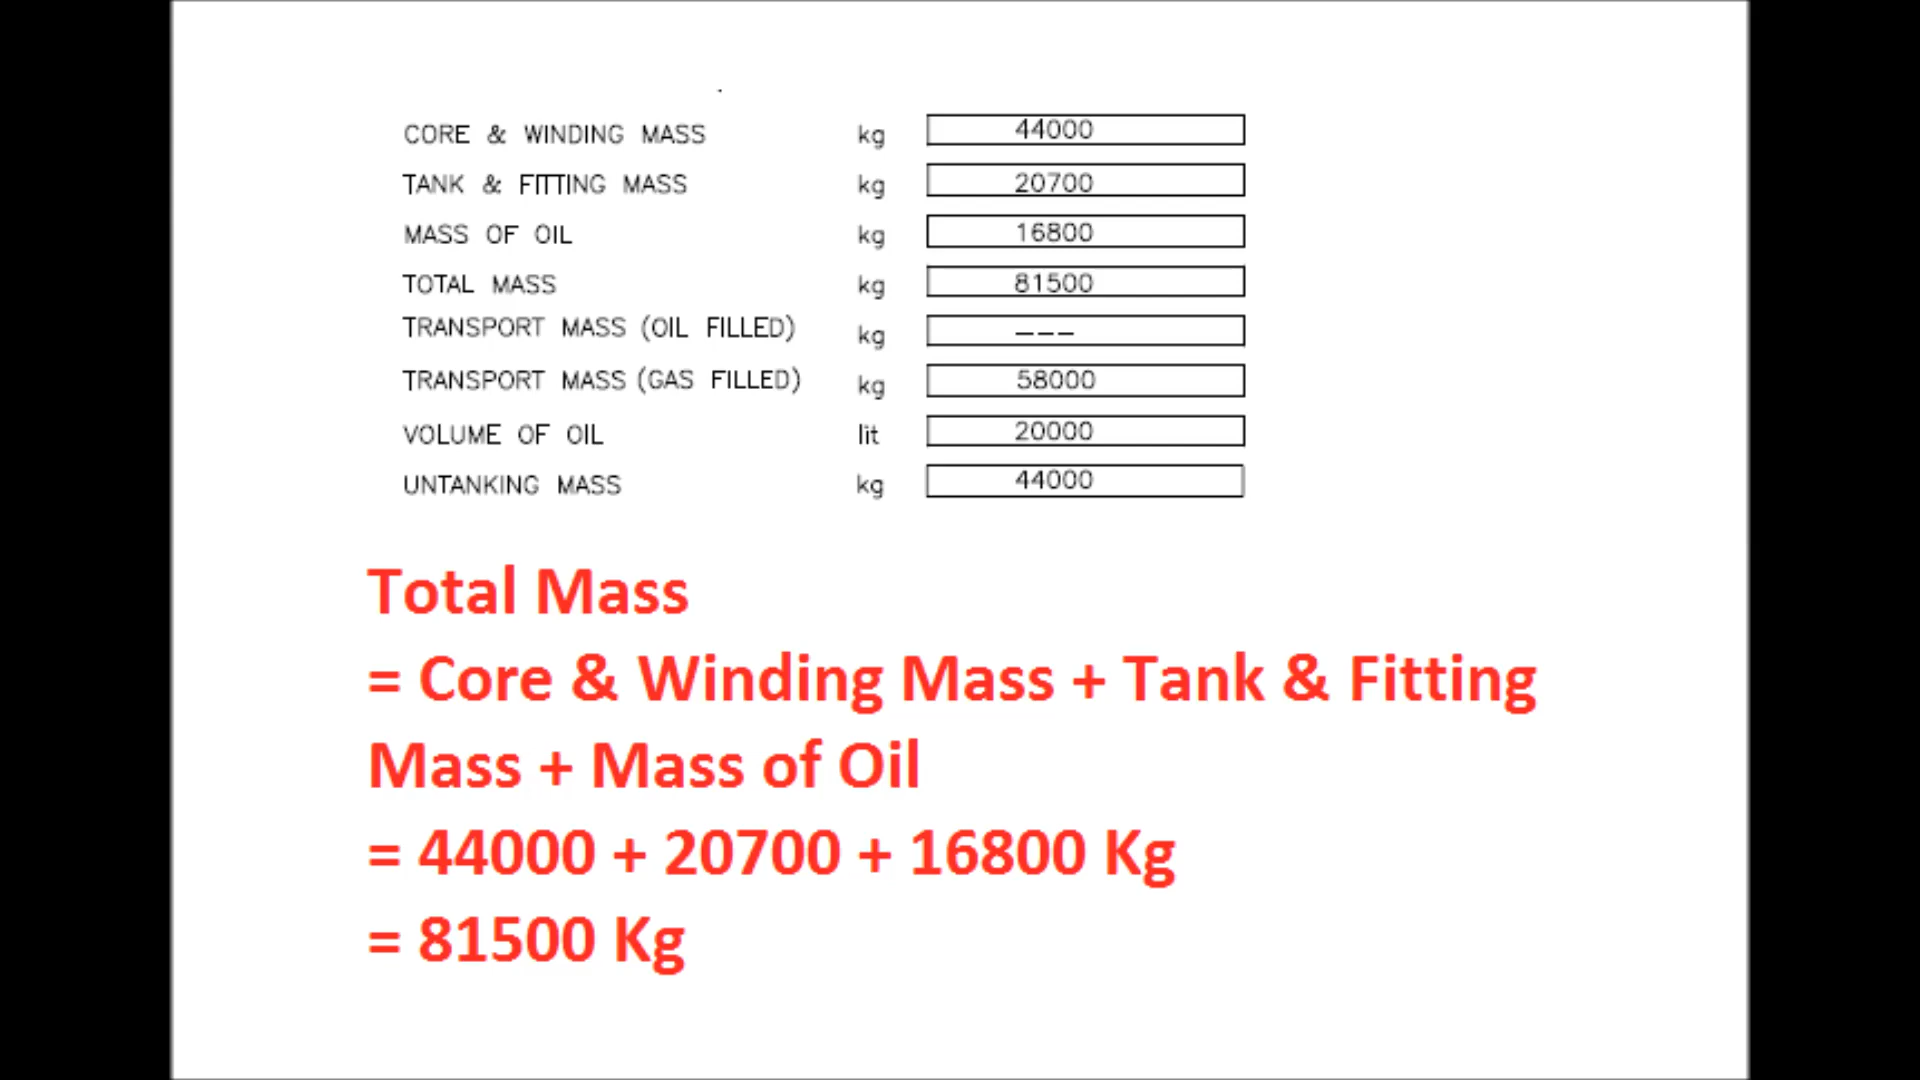 CORE & WINDING MASS kg 44000
TANK & FITTING MASS kg 20700
MASS OF OIL kg 16800
TOTAL MASS kg 81500
TRANSPORT MASS (OIL FILLED) kg ---
TRANSPORT MASS (GAS FILLED) kg 58000
VOLUME OF OIL lit 20000
UNTANKING MASS kg 44000
Total Mass
= Core & Winding Mass + Tank & Fitting
Mass + Mass of Oil
= 44000 + 20700 + 16800 Kg
= 81500 Kg